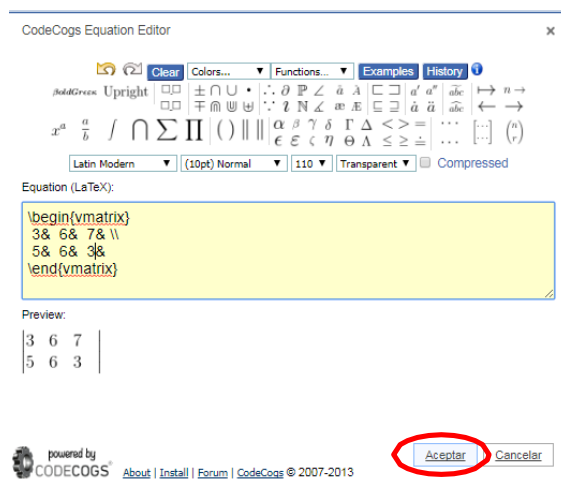 CodeCogs Equation Editor ×
Clear Colors... Functions... Examples History
BoldGreek Upright
Latin Modern (10pt) Normal 110 Transparent Compressed
Equation (LaTeX):
\begin{vmatrix}
3& 6& 7& \\
5& 6& 3&
\end{vmatrix}
Preview:
3 6 7
5 6 3
powered by
CODECOGS About | Install | Forum | CodeCogs © 2007-2013 Aceptar Cancelar